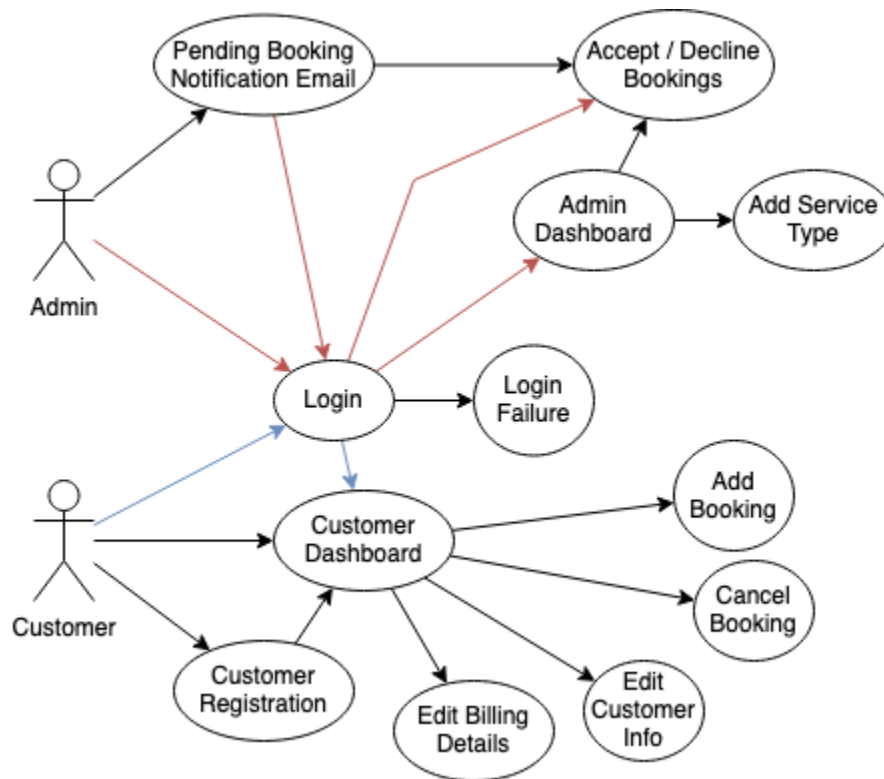 Pending Booking
Notification Email
Accept / Decline
Bookings
Admin
Dashboard
Add Service
Type
Admin
Login
Login
Failure
Add
Booking
Customer
Dashboard
Cancel
Booking
Customer
Customer
Registration
Edit Billing
Details
Edit
Customer
Info